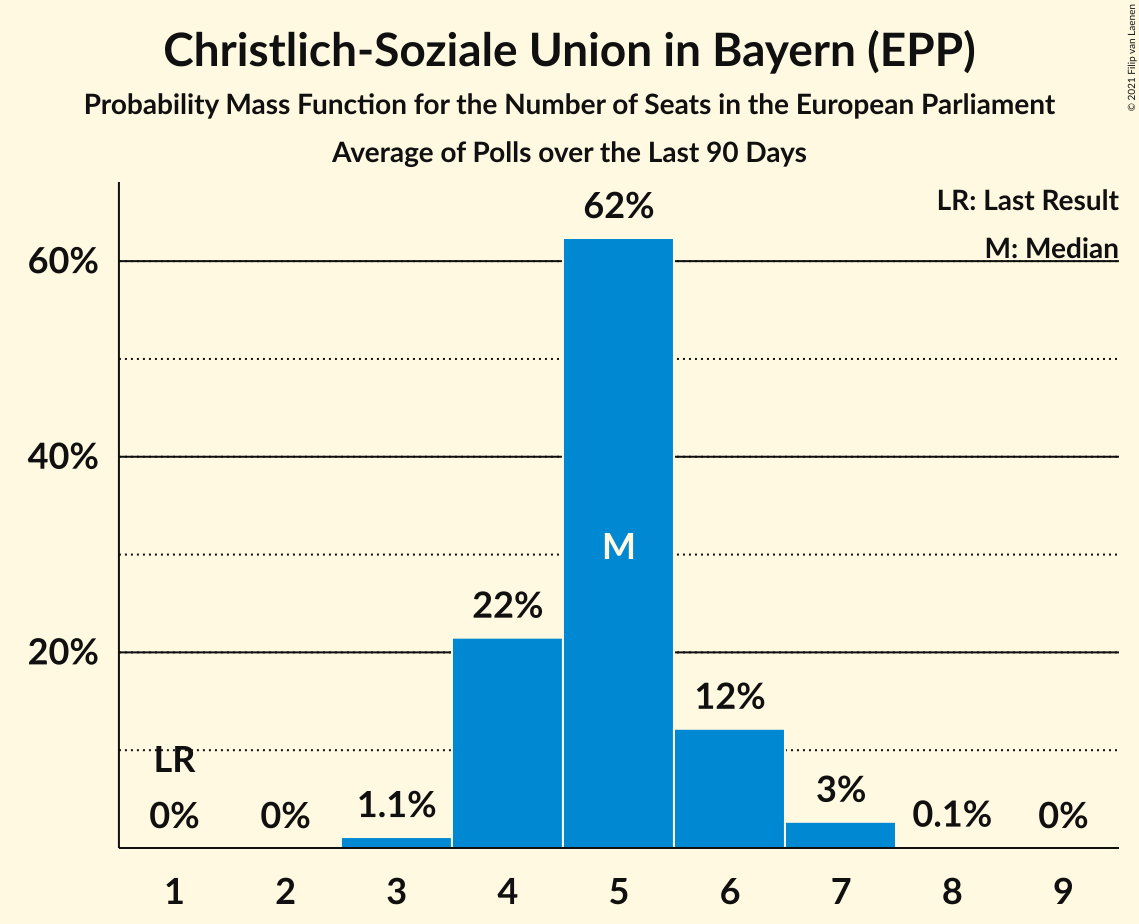 Christlich-Soziale Union in Bayern (EPP)
Probability Mass Function for the Number of Seats in the European Parliament
Average of Polls over the Last 90 Days
© 2021 Filip van Laenen
LR: Last Result
M: Median
62%
60%
40%
M
22%
20%
12%
LR
3%
1.1%
0%
0%
0.1%
0%
1 2 3 4 5 6 7 8 9